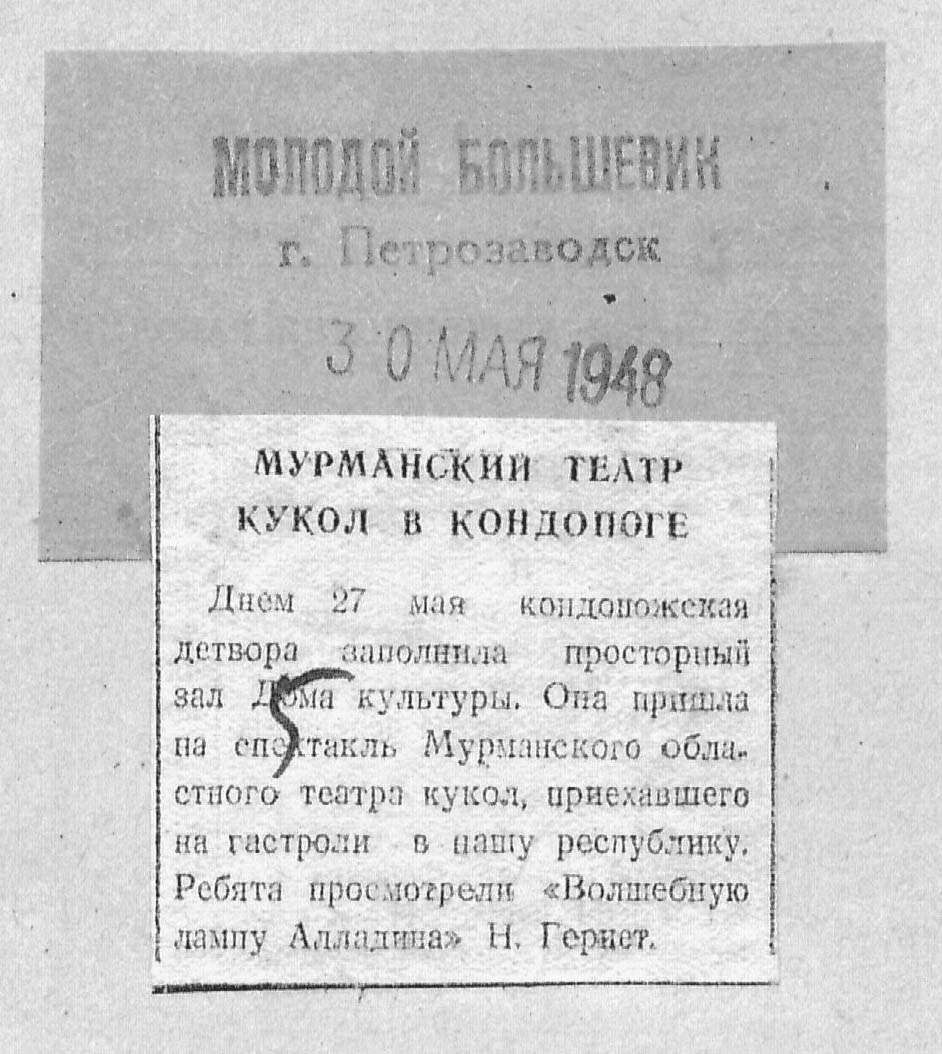 МОЛОДОЙ БОЛЬШЕВИК
г. Петрозаводск
30 МАЯ 1948
МУРМАНСКИЙ ТЕАТР
КУКОЛ В КОНДОПОГЕ
Днем 27 мая кондопожская
детвора заполнила просторный
зал Дома культуры. Она пришла
на спектакль Мурманского обла-
стного театра кукол, приехавшего
на гастроли в нашу республику.
Ребята просмотрели «Волшебную
лампу Алладина» Н. Гернет.
5